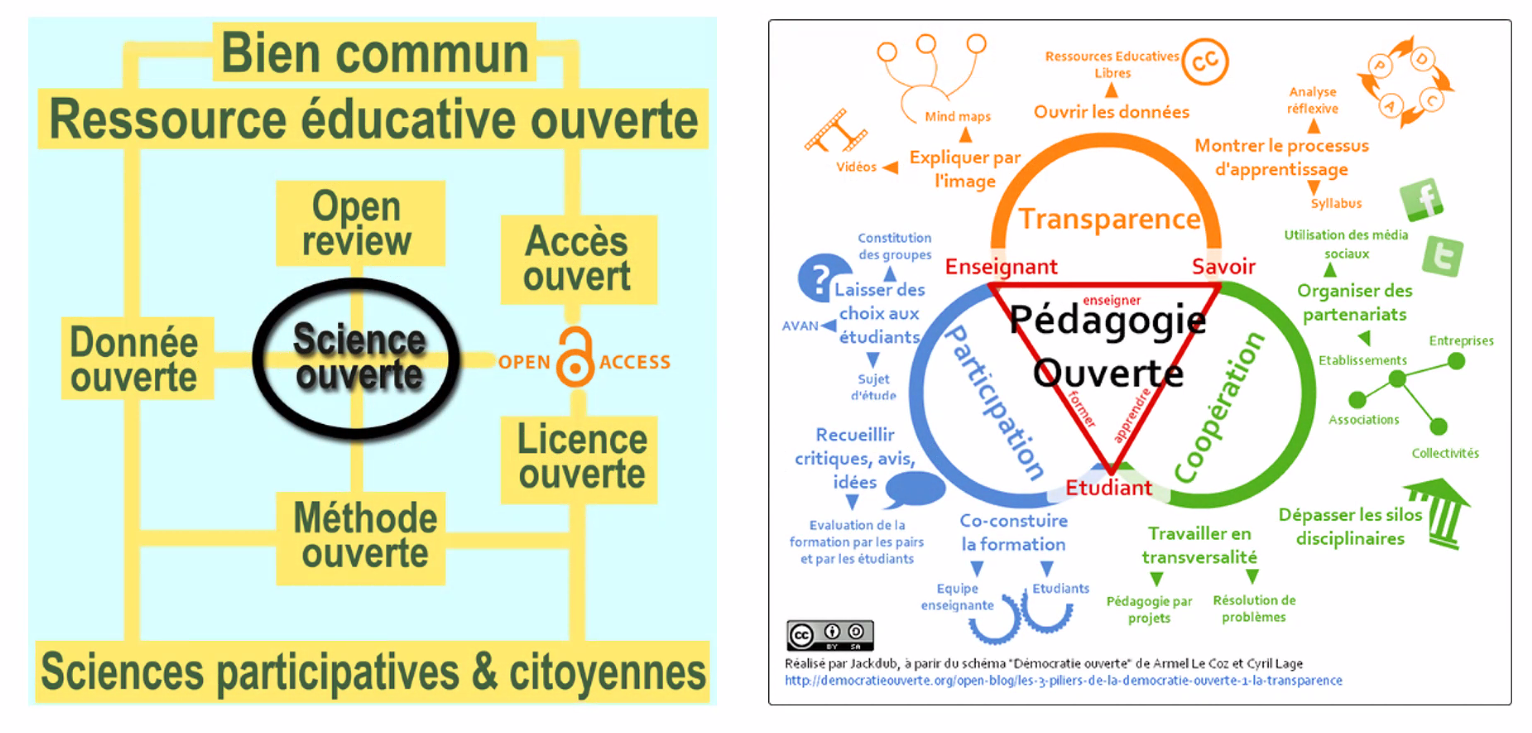 Bien commun
Ressource éducative ouverte
Open
review
Accès
ouvert
Donnée
ouverte
Science
ouverte
OPEN ACCESS
Licence
ouverte
Méthode
ouverte
Sciences participatives & citoyennes
Ressources Educatives
Libres
CC
Ouvrir les données
Mind maps
Vidéos
Expliquer par
l'image
Analyse
réflexive
P
D
C
A
Montrer le processus
d'apprentissage
Syllabus
Transparence
Enseignant
Savoir
enseigner
Pédagogie
Ouverte
former
apprendre
Etudiant
Participation
Coopération
Constitution
des groupes
?
Laisser des
choix aux
étudiants
AVAN
Sujet
d'étude
Recueillir
critiques, avis,
idées
Evaluation de la
formation par les pairs
et par les étudiants
Co-constuire
la formation
Equipe
enseignante
Etudiants
Utilisation des média
sociaux
f
t
Organiser des
partenariats
Etablissements
Entreprises
Associations
Collectivités
Dépasser les silos
disciplinaires
Travailler en
transversalité
Pédagogie par
projets
Résolution de
problèmes
CC
BY SA
Réalisé par Jackdub, à parir du schéma "Démocratie ouverte" de Armel Le Coz et Cyril Lage
http://democratieouverte.org/open-blog/les-3-piliers-de-la-democratie-ouverte-1-la-transparence